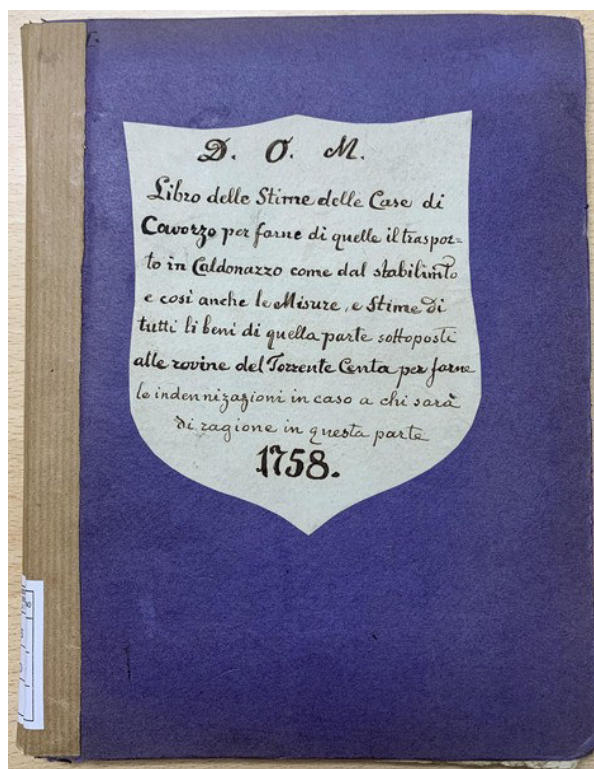 D. O. M.
Libro delle Stime delle Case di
Cavorzo per farne di quelle il traspor=
to in Caldonazzo come dal stabilimto
e così anche le Misure, e Stime di
tutti li beni di quella parte sottoposti
alle rovine del Torrente Centa per farne
le indennizazioni in caso a chi sarà
di ragione in questa parte
1758.